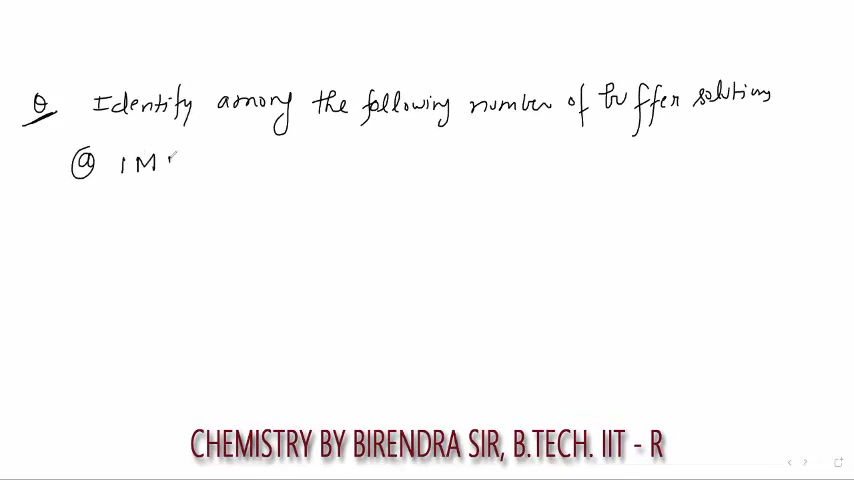 Q Identify among the following number of buffer solutions
(a) 1M
CHEMISTRY BY BIRENDRA SIR, B.TECH. IIT - R